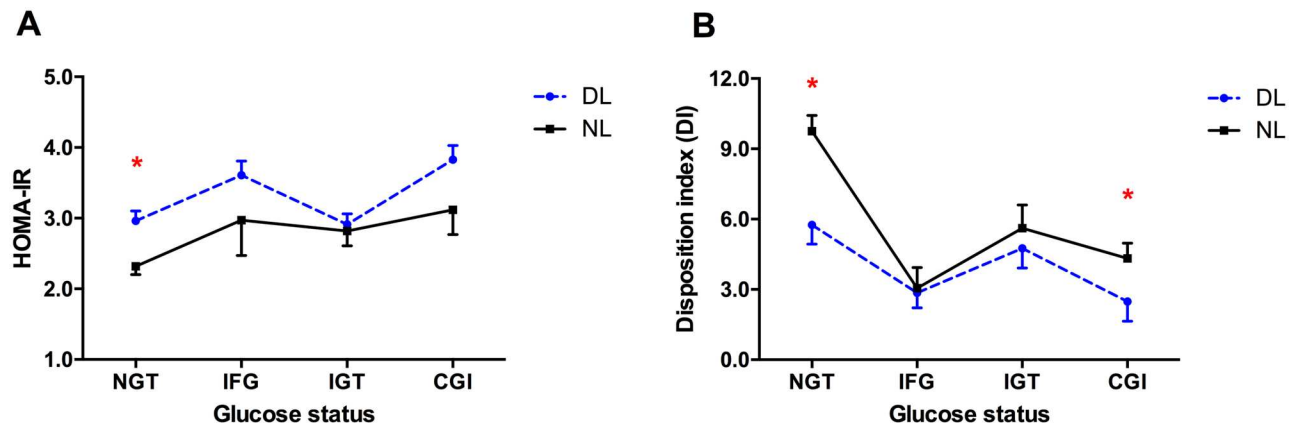 A
HOMA-IR
5.0
4.0
3.0
2.0
1.0
*
NGT
IFG
IGT
CGI
Glucose status
DL
NL
B
Disposition index (DI)
12.0
9.0
6.0
3.0
0.0
*
*
NGT
IFG
IGT
CGI
Glucose status
DL
NL